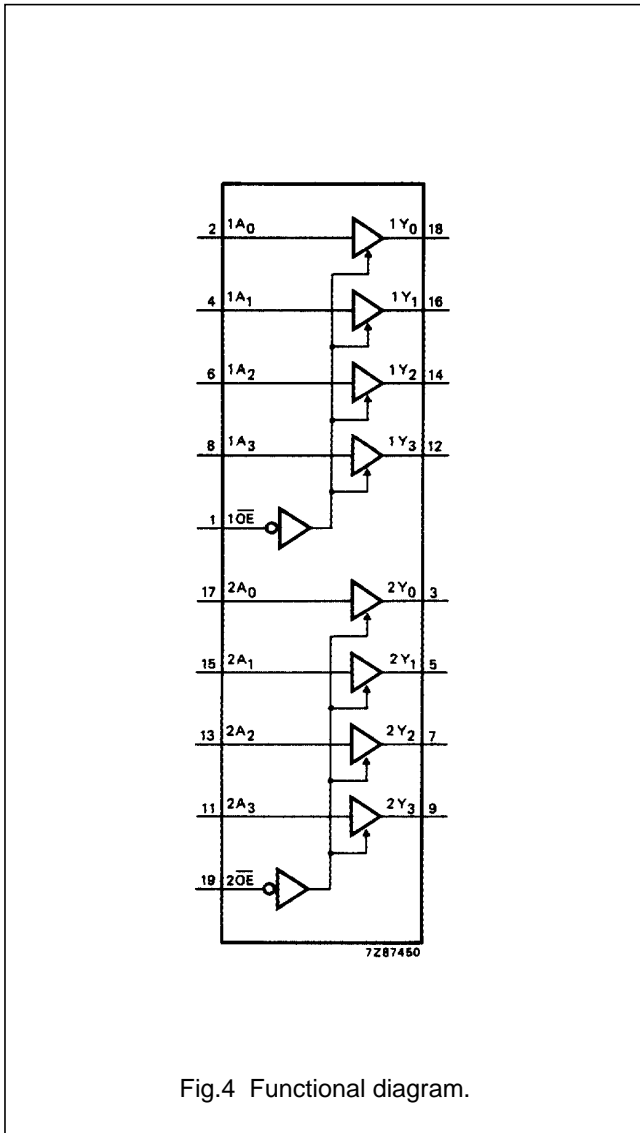 2 1A0 1Y0 18
4 1A1 1Y1 16
6 1A2 1Y2 14
8 1A3 1Y3 12
1 1O̅E̅
17 2A0 2Y0 3
15 2A1 2Y1 5
13 2A2 2Y2 7
11 2A3 2Y3 9
19 2O̅E̅
7Z87450
Fig.4 Functional diagram.